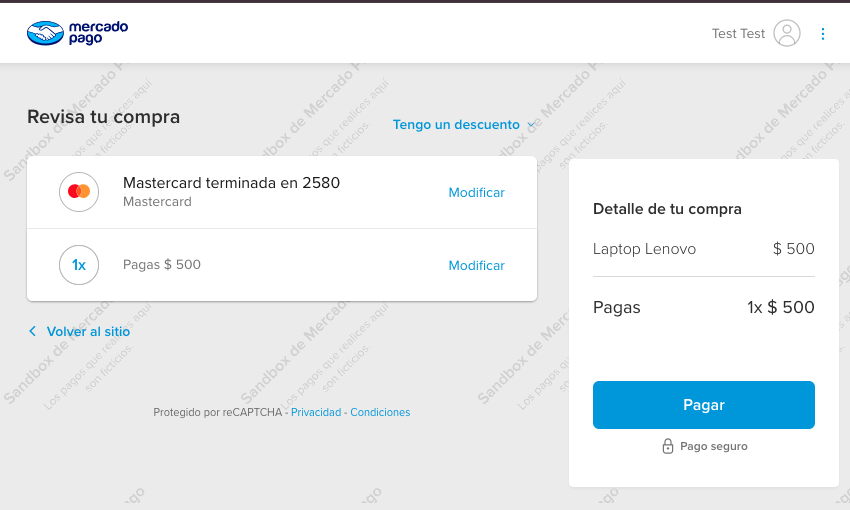 mercado
pago
Test Test
Revisa tu compra
Tengo un descuento
Mastercard terminada en 2580
Mastercard
Modificar
1x
Pagas $ 500
Modificar
Volver al sitio
Protegido por reCAPTCHA - Privacidad - Condiciones
Detalle de tu compra
Laptop Lenovo
$ 500
Pagas
1x $ 500
Pagar
Pago seguro
Sandbox de Mercado P
Los pagos que realices aquí
son ficticios.